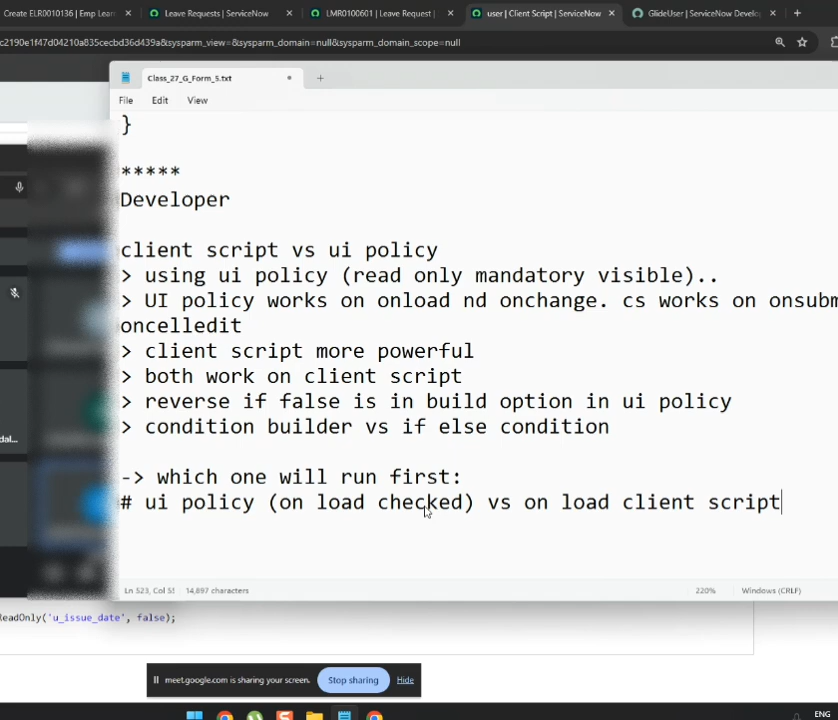 Create ELR0010136 | Emp Learn
Leave Requests | ServiceNow
LMR0100601 | Leave Request |
user | Client Script | ServiceNow
GlideUser | ServiceNow Develo
c2190e1f47d04210a835cecbd36d439a&sysparm_view=&sysparm_domain=null&sysparm_domain_scope=null
Class_27_G_Form_5.txt
File Edit View
}
*****
Developer
client script vs ui policy
> using ui policy (read only mandatory visible)..
> UI policy works on onload nd onchange. cs works on onsubm
oncelledit
> client script more powerful
> both work on client script
> reverse if false is in build option in ui policy
> condition builder vs if else condition
-> which one will run first:
# ui policy (on load checked) vs on load client script
dal...
Ln 523, Col 5
14,897 characters
220%
Windows (CRLF)
ReadOnly('u_issue_date', false);
meet.google.com is sharing your screen.
Stop sharing
Hide
ENG